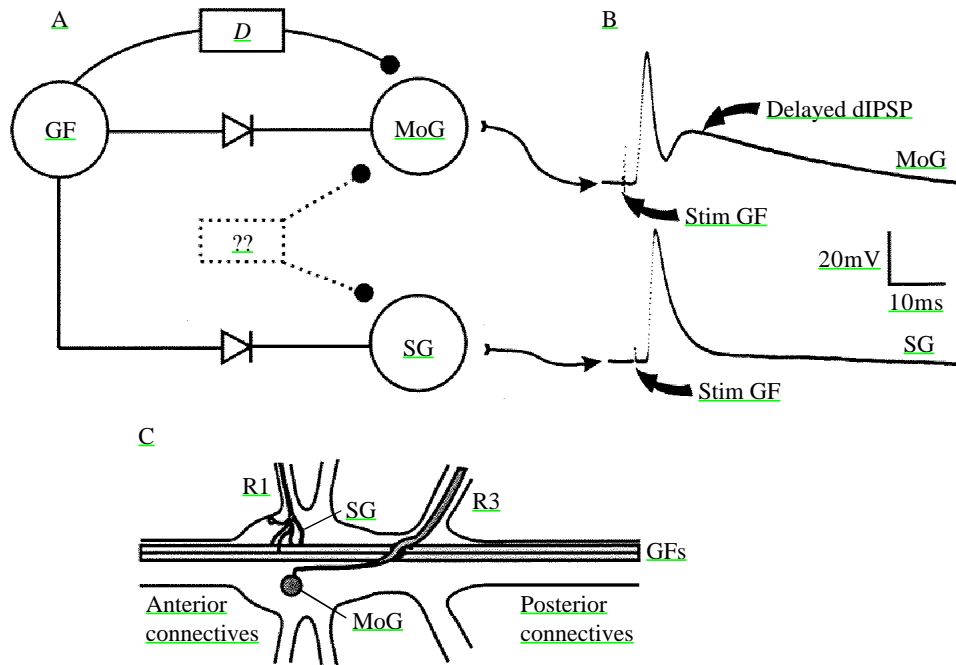 A
B
D
GF
MoG
Delayed dIPSP
MoG
Stim GF
??
20mV
10ms
SG
SG
Stim GF
C
R1
SG
R3
GFs
Anterior
connectives
MoG
Posterior
connectives